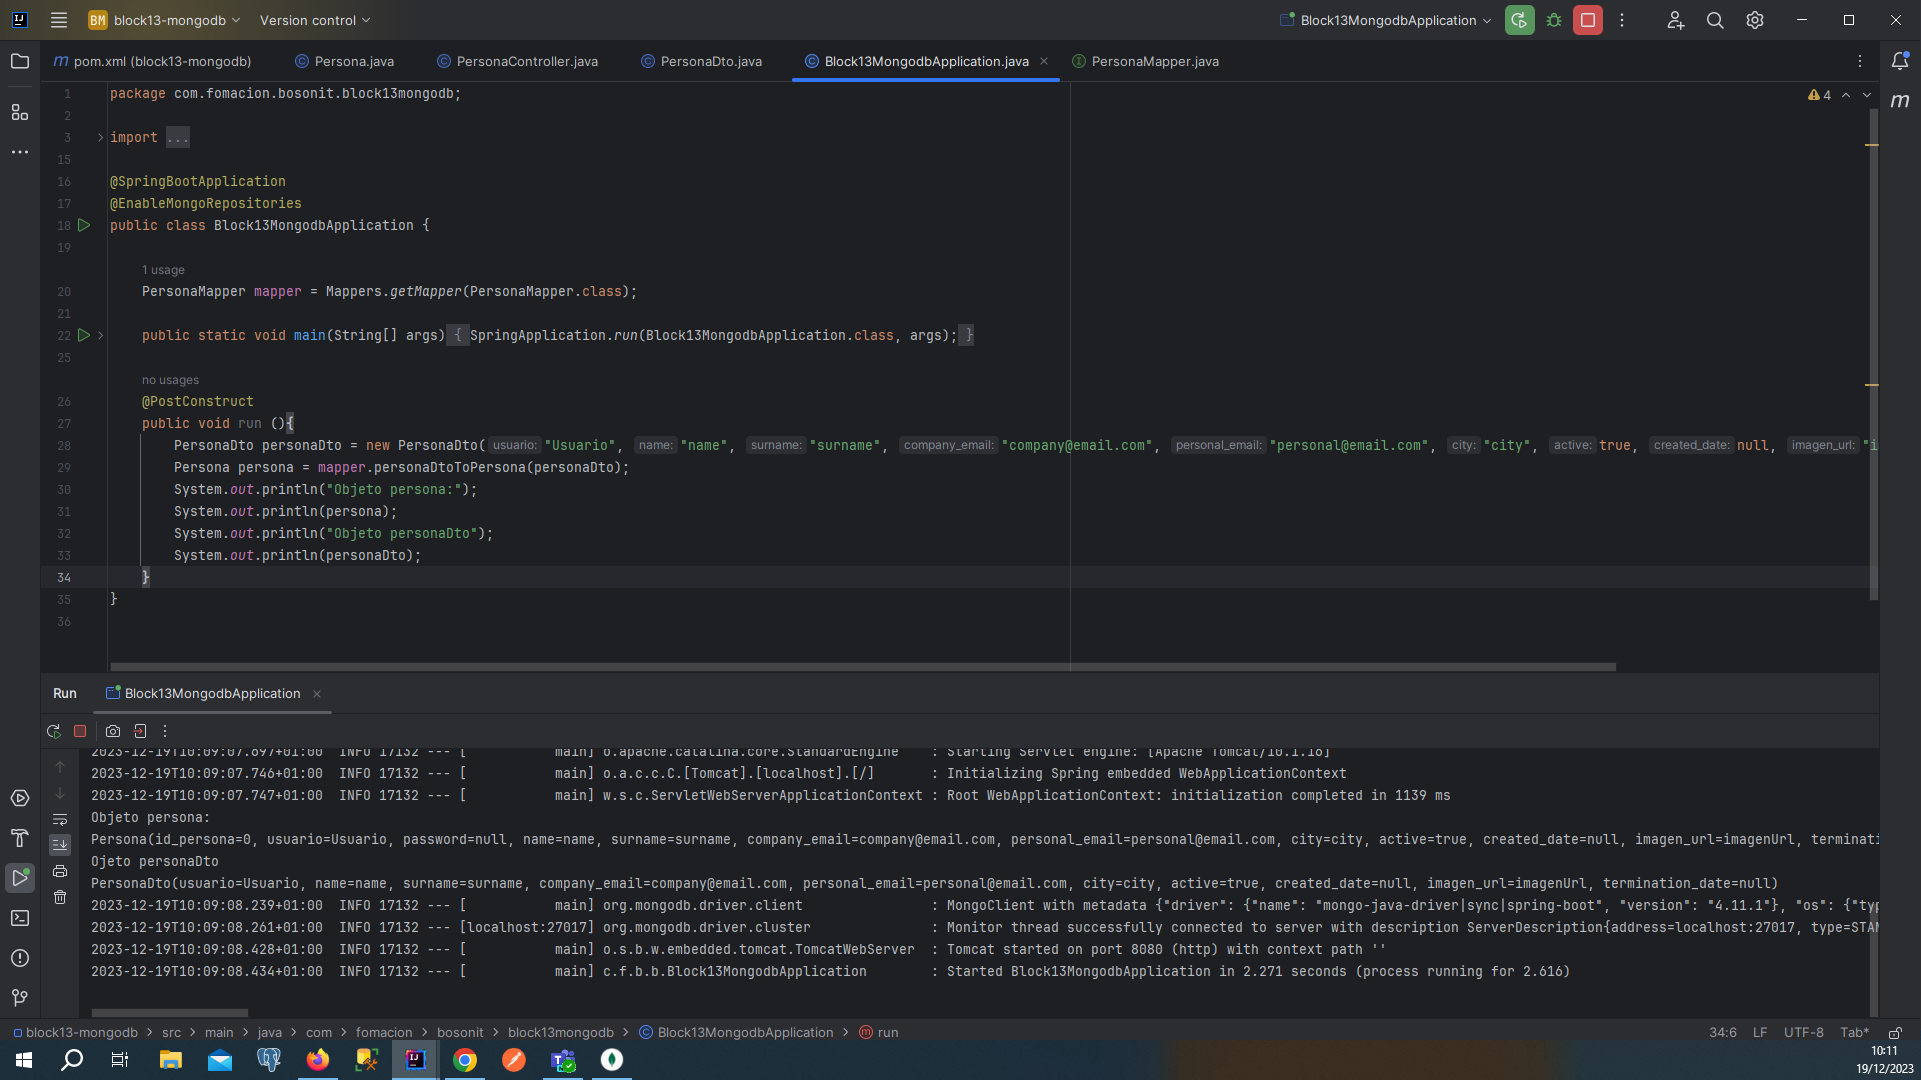 BM block13-mongodb Version control Block13MongodbApplication
pom.xml (block13-mongodb) Persona.java PersonaController.java PersonaDto.java Block13MongodbApplication.java PersonaMapper.java
1 package com.fomacion.bosonit.block13mongodb; 4
2
3 import ...
15
16 @SpringBootApplication
17 @EnableMongoRepositories
18 public class Block13MongodbApplication {
19
1 usage
20 PersonaMapper mapper = Mappers.getMapper(PersonaMapper.class);
21
22 public static void main(String[] args) { SpringApplication.run(Block13MongodbApplication.class, args); }
25
no usages
26 @PostConstruct
27 public void run (){
28 PersonaDto personaDto = new PersonaDto( usuario: "Usuario", name: "name", surname: "surname", company_email: "company@email.com", personal_email: "personal@email.com", city: "city", active: true, created_date: null, imagen_url: "i
29 Persona persona = mapper.personaDtoToPersona(personaDto);
30 System.out.println("Objeto persona:");
31 System.out.println(persona);
32 System.out.println("Objeto personaDto");
33 System.out.println(personaDto);
34 }
35 }
36
Run Block13MongodbApplication
2023-12-19T10:09:07.697+01:00 INFO 17132 --- [ main] o.apache.catalina.core.StandardEngine : Starting Servlet engine: [Apache Tomcat/10.1.16]
2023-12-19T10:09:07.746+01:00 INFO 17132 --- [ main] o.a.c.c.C.[Tomcat].[localhost].[/] : Initializing Spring embedded WebApplicationContext
2023-12-19T10:09:07.747+01:00 INFO 17132 --- [ main] w.s.c.ServletWebServerApplicationContext : Root WebApplicationContext: initialization completed in 1139 ms
Objeto persona:
Persona(id_persona=0, usuario=Usuario, password=null, name=name, surname=surname, company_email=company@email.com, personal_email=personal@email.com, city=city, active=true, created_date=null, imagen_url=imagenUrl, terminati
Ojeto personaDto
PersonaDto(usuario=Usuario, name=name, surname=surname, company_email=company@email.com, personal_email=personal@email.com, city=city, active=true, created_date=null, imagen_url=imagenUrl, termination_date=null)
2023-12-19T10:09:08.239+01:00 INFO 17132 --- [ main] org.mongodb.driver.client : MongoClient with metadata {"driver": {"name": "mongo-java-driver|sync|spring-boot", "version": "4.11.1"}, "os": {"typ
2023-12-19T10:09:08.261+01:00 INFO 17132 --- [localhost:27017] org.mongodb.driver.cluster : Monitor thread successfully connected to server with description ServerDescription{address=localhost:27017, type=STAN
2023-12-19T10:09:08.428+01:00 INFO 17132 --- [ main] o.s.b.w.embedded.tomcat.TomcatWebServer : Tomcat started on port 8080 (http) with context path ''
2023-12-19T10:09:08.434+01:00 INFO 17132 --- [ main] c.f.b.b.Block13MongodbApplication : Started Block13MongodbApplication in 2.271 seconds (process running for 2.616)
block13-mongodb > src > main > java > com > fomacion > bosonit > block13mongodb > Block13MongodbApplication > run 34:6 LF UTF-8 Tab*
10:11
19/12/2023